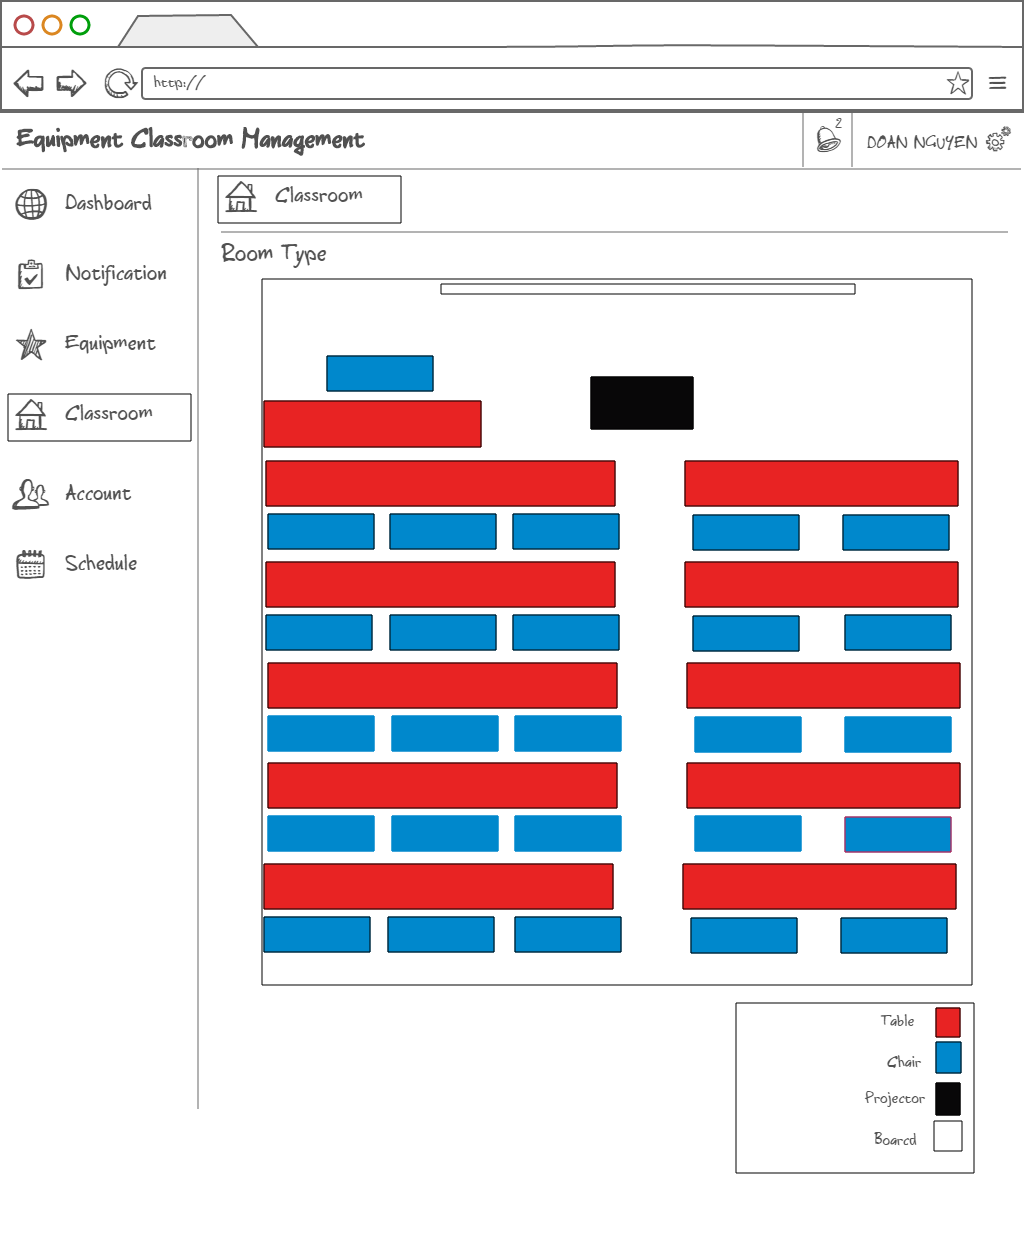 http://
Equipment Classroom Management
2
DOAN NGUYEN
Dashboard
Notification
Equipment
Classroom
Account
Schedule
Classroom
Room Type
Table
Chair
Projector
Boarcd